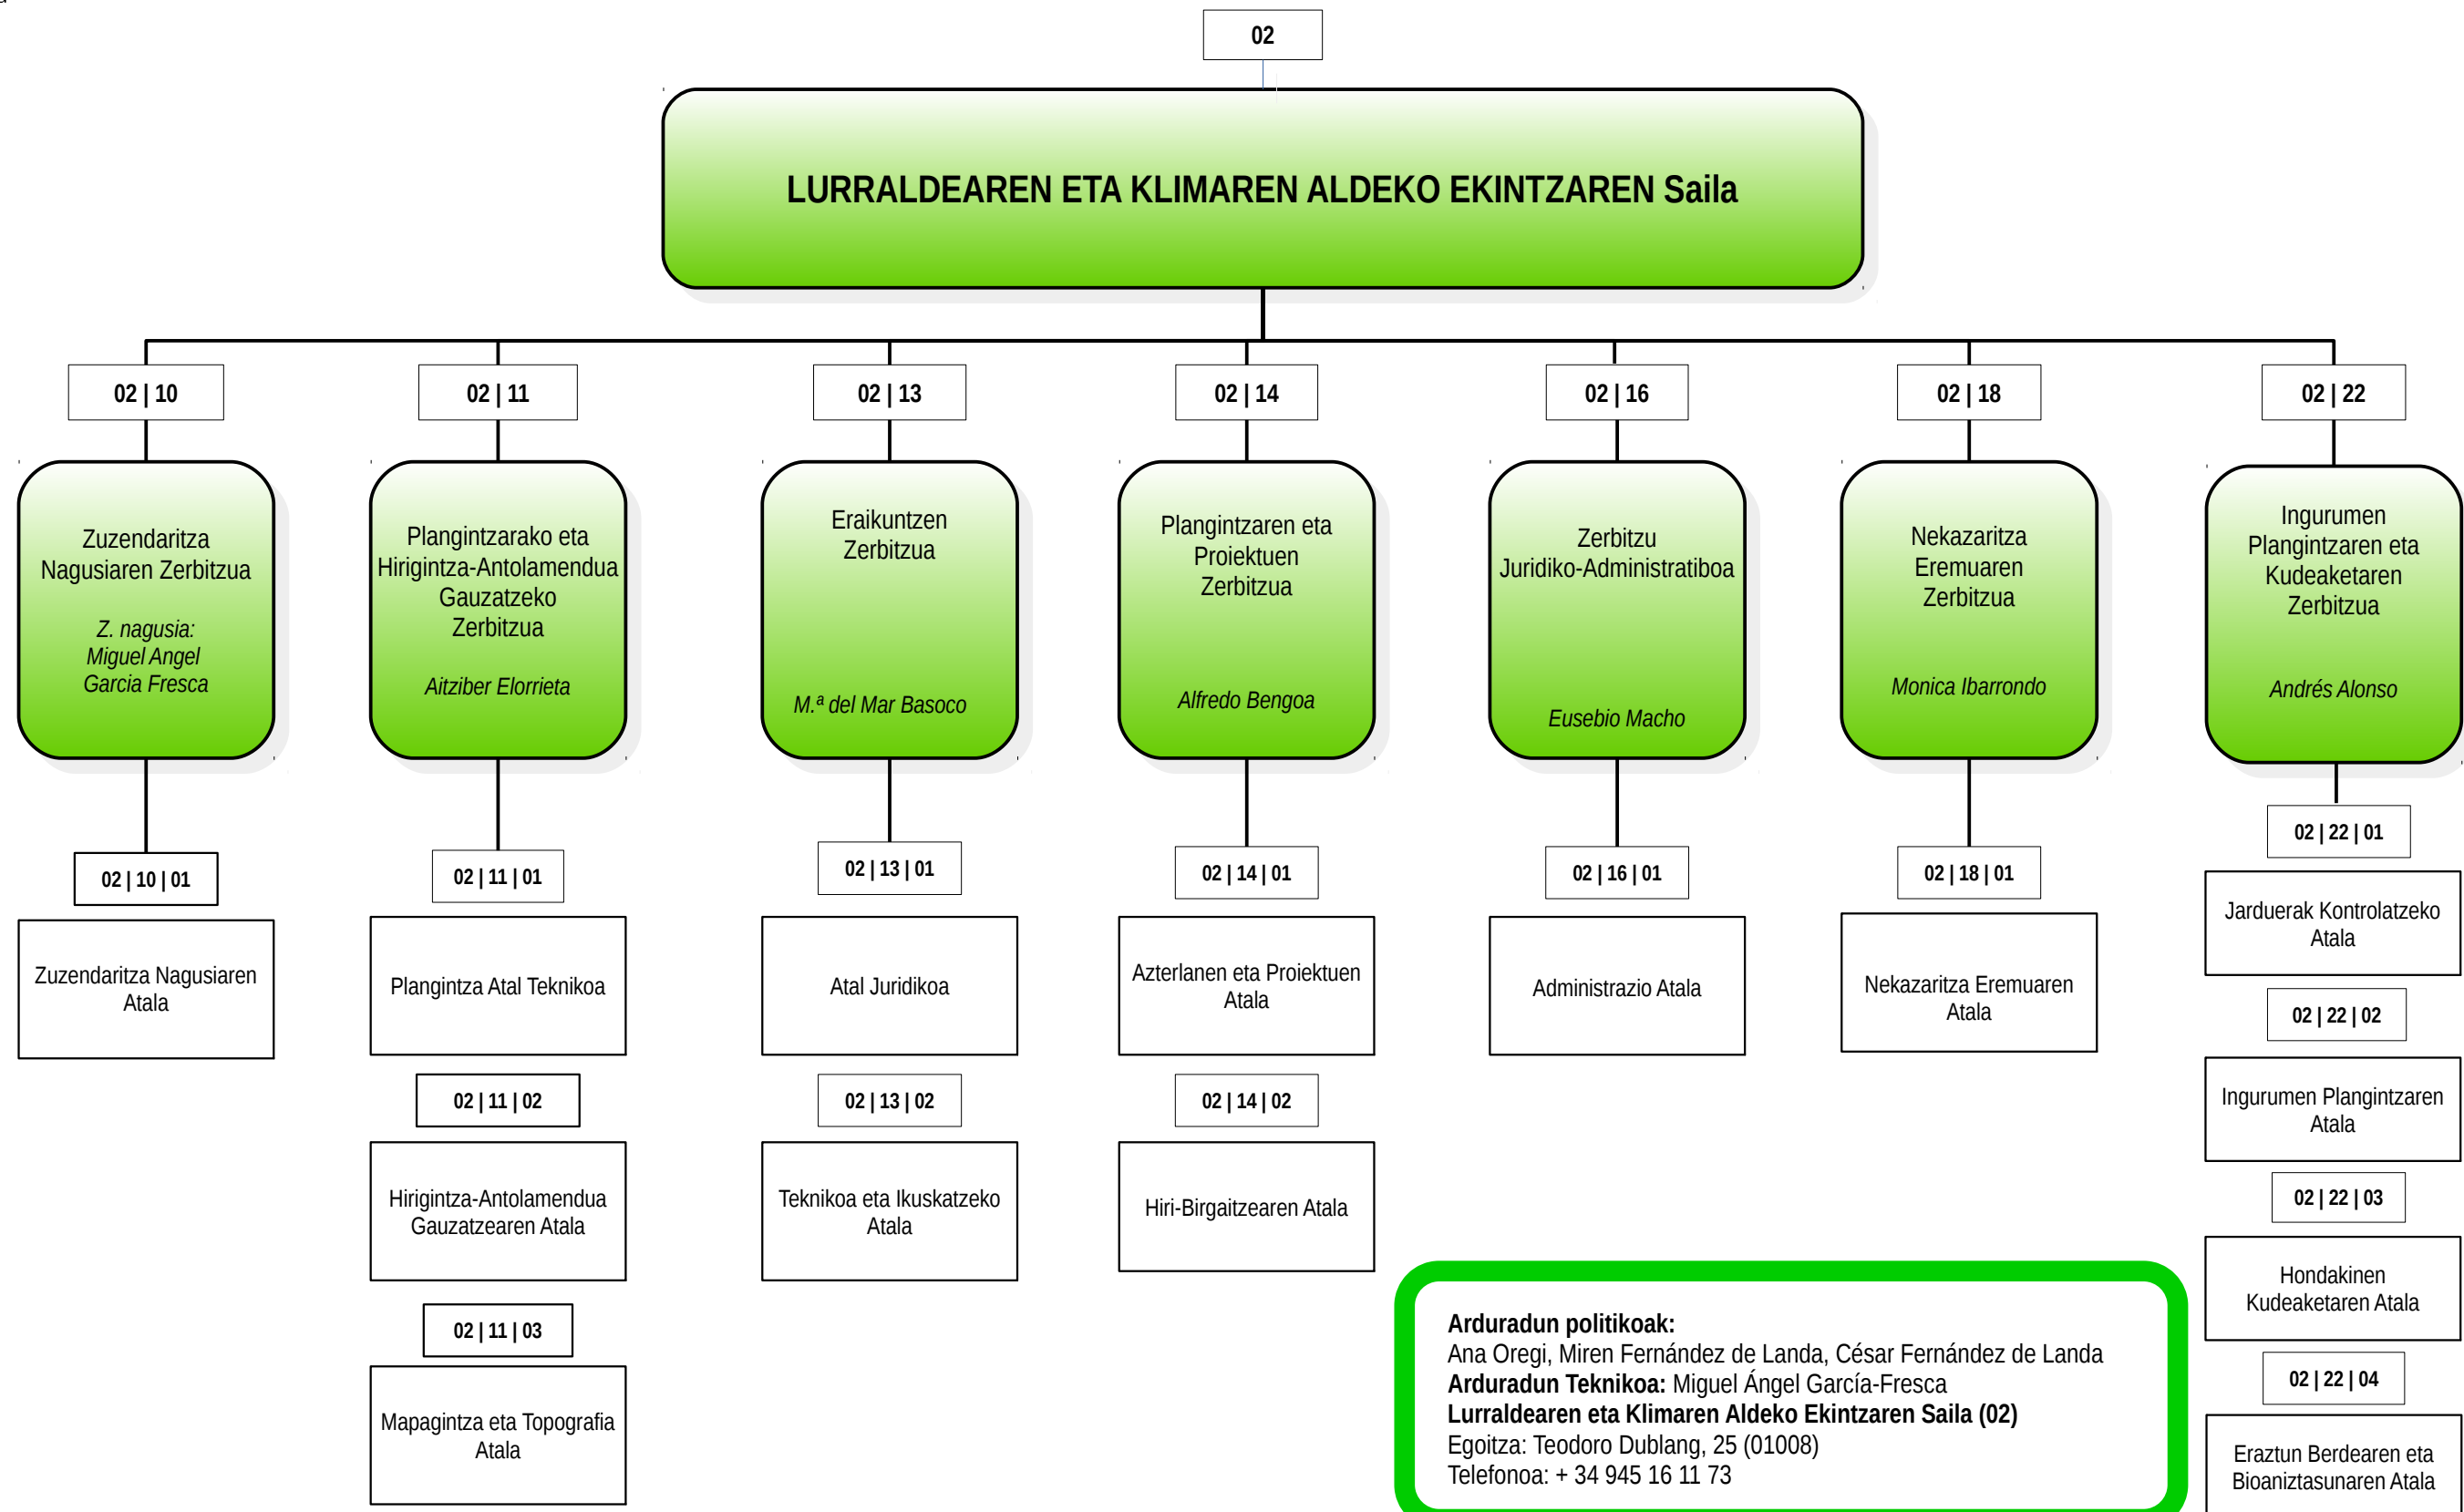 02
LURRALDEAREN ETA KLIMAREN ALDEKO EKINTZAREN Saila
02 | 10
Zuzendaritza
Nagusiaren Zerbitzua
Z. nagusia:
Miguel Angel
Garcia Fresca
02 | 10 | 01
Zuzendaritza Nagusiaren
Atala
02 | 11
Plangintzarako eta
Hirigintza-Antolamendua
Gauzatzeko
Zerbitzua
Aitziber Elorrieta
02 | 11 | 01
Plangintza Atal Teknikoa
02 | 11 | 02
Hirigintza-Antolamendua
Gauzatzearen Atala
02 | 11 | 03
Mapagintza eta Topografia
Atala
02 | 13
Eraikuntzen
Zerbitzua
M.ª del Mar Basoco
02 | 13 | 01
Atal Juridikoa
02 | 13 | 02
Teknikoa eta Ikuskatzeko
Atala
02 | 14
Plangintzaren eta
Proiektuen
Zerbitzua
Alfredo Bengoa
02 | 14 | 01
Azterlanen eta Proiektuen
Atala
02 | 14 | 02
Hiri-Birgaitzearen Atala
02 | 16
Zerbitzu
Juridiko-Administratiboa
Eusebio Macho
02 | 16 | 01
Administrazio Atala
02 | 18
Nekazaritza
Eremuaren
Zerbitzua
Monica Ibarrondo
02 | 18 | 01
Nekazaritza Eremuaren
Atala
02 | 22
Ingurumen
Plangintzaren eta
Kudeaketaren
Zerbitzua
Andrés Alonso
02 | 22 | 01
Jarduerak Kontrolatzeko
Atala
02 | 22 | 02
Ingurumen Plangintzaren
Atala
02 | 22 | 03
Hondakinen
Kudeaketaren Atala
02 | 22 | 04
Eraztun Berdearen eta
Bioaniztasunaren Atala
Arduradun politikoak:
Ana Oregi, Miren Fernández de Landa, César Fernández de Landa
Arduradun Teknikoa: Miguel Ángel García-Fresca
Lurraldearen eta Klimaren Aldeko Ekintzaren Saila (02)
Egoitza: Teodoro Dublang, 25 (01008)
Telefonoa: + 34 945 16 11 73